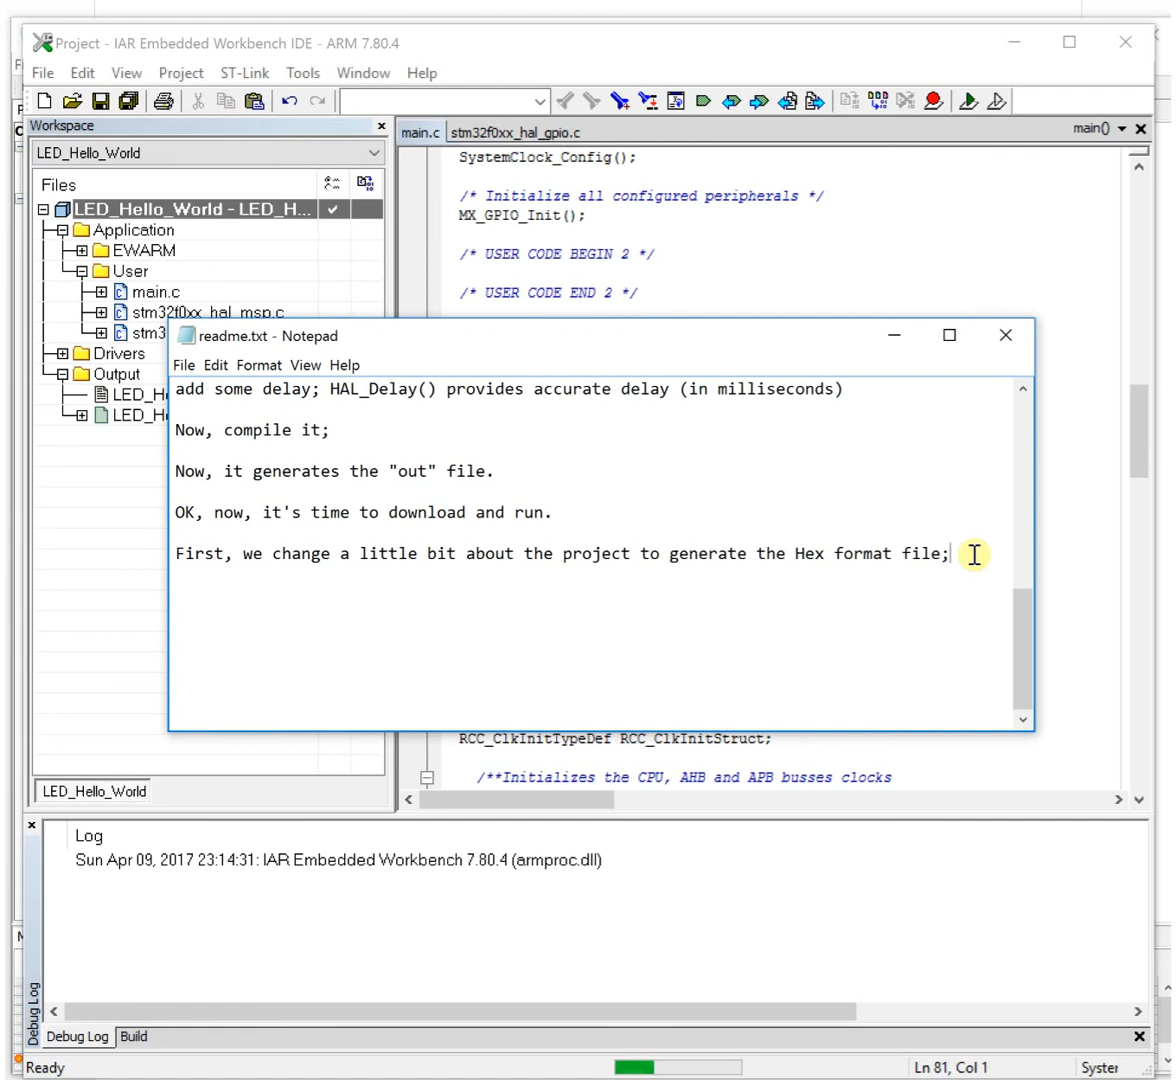 Project - IAR Embedded Workbench IDE - ARM 7.80.4
File Edit View Project ST-Link Tools Window Help
Workspace
LED_Hello_World
Files
LED_Hello_World - LED_H...
Application
EWARM
User
main.c
stm32f0xx_hal_msp.c
stm3
Drivers
Output
LED_H
LED_H
main.c stm32f0xx_hal_gpio.c
main()
SystemClock_Config();
/* Initialize all configured peripherals */
MX_GPIO_Init();
/* USER CODE BEGIN 2 */
/* USER CODE END 2 */
readme.txt - Notepad
File Edit Format View Help
add some delay; HAL_Delay() provides accurate delay (in milliseconds)
Now, compile it;
Now, it generates the "out" file.
OK, now, it's time to download and run.
First, we change a little bit about the project to generate the Hex format file;
RCC_ClkInitTypeDef RCC_ClkInitStruct;
/**Initializes the CPU, AHB and APB busses clocks
LED_Hello_World
Log
Sun Apr 09, 2017 23:14:31: IAR Embedded Workbench 7.80.4 (armproc.dll)
Debug Log
Debug Log Build
Ready
Ln 81, Col 1
Syster